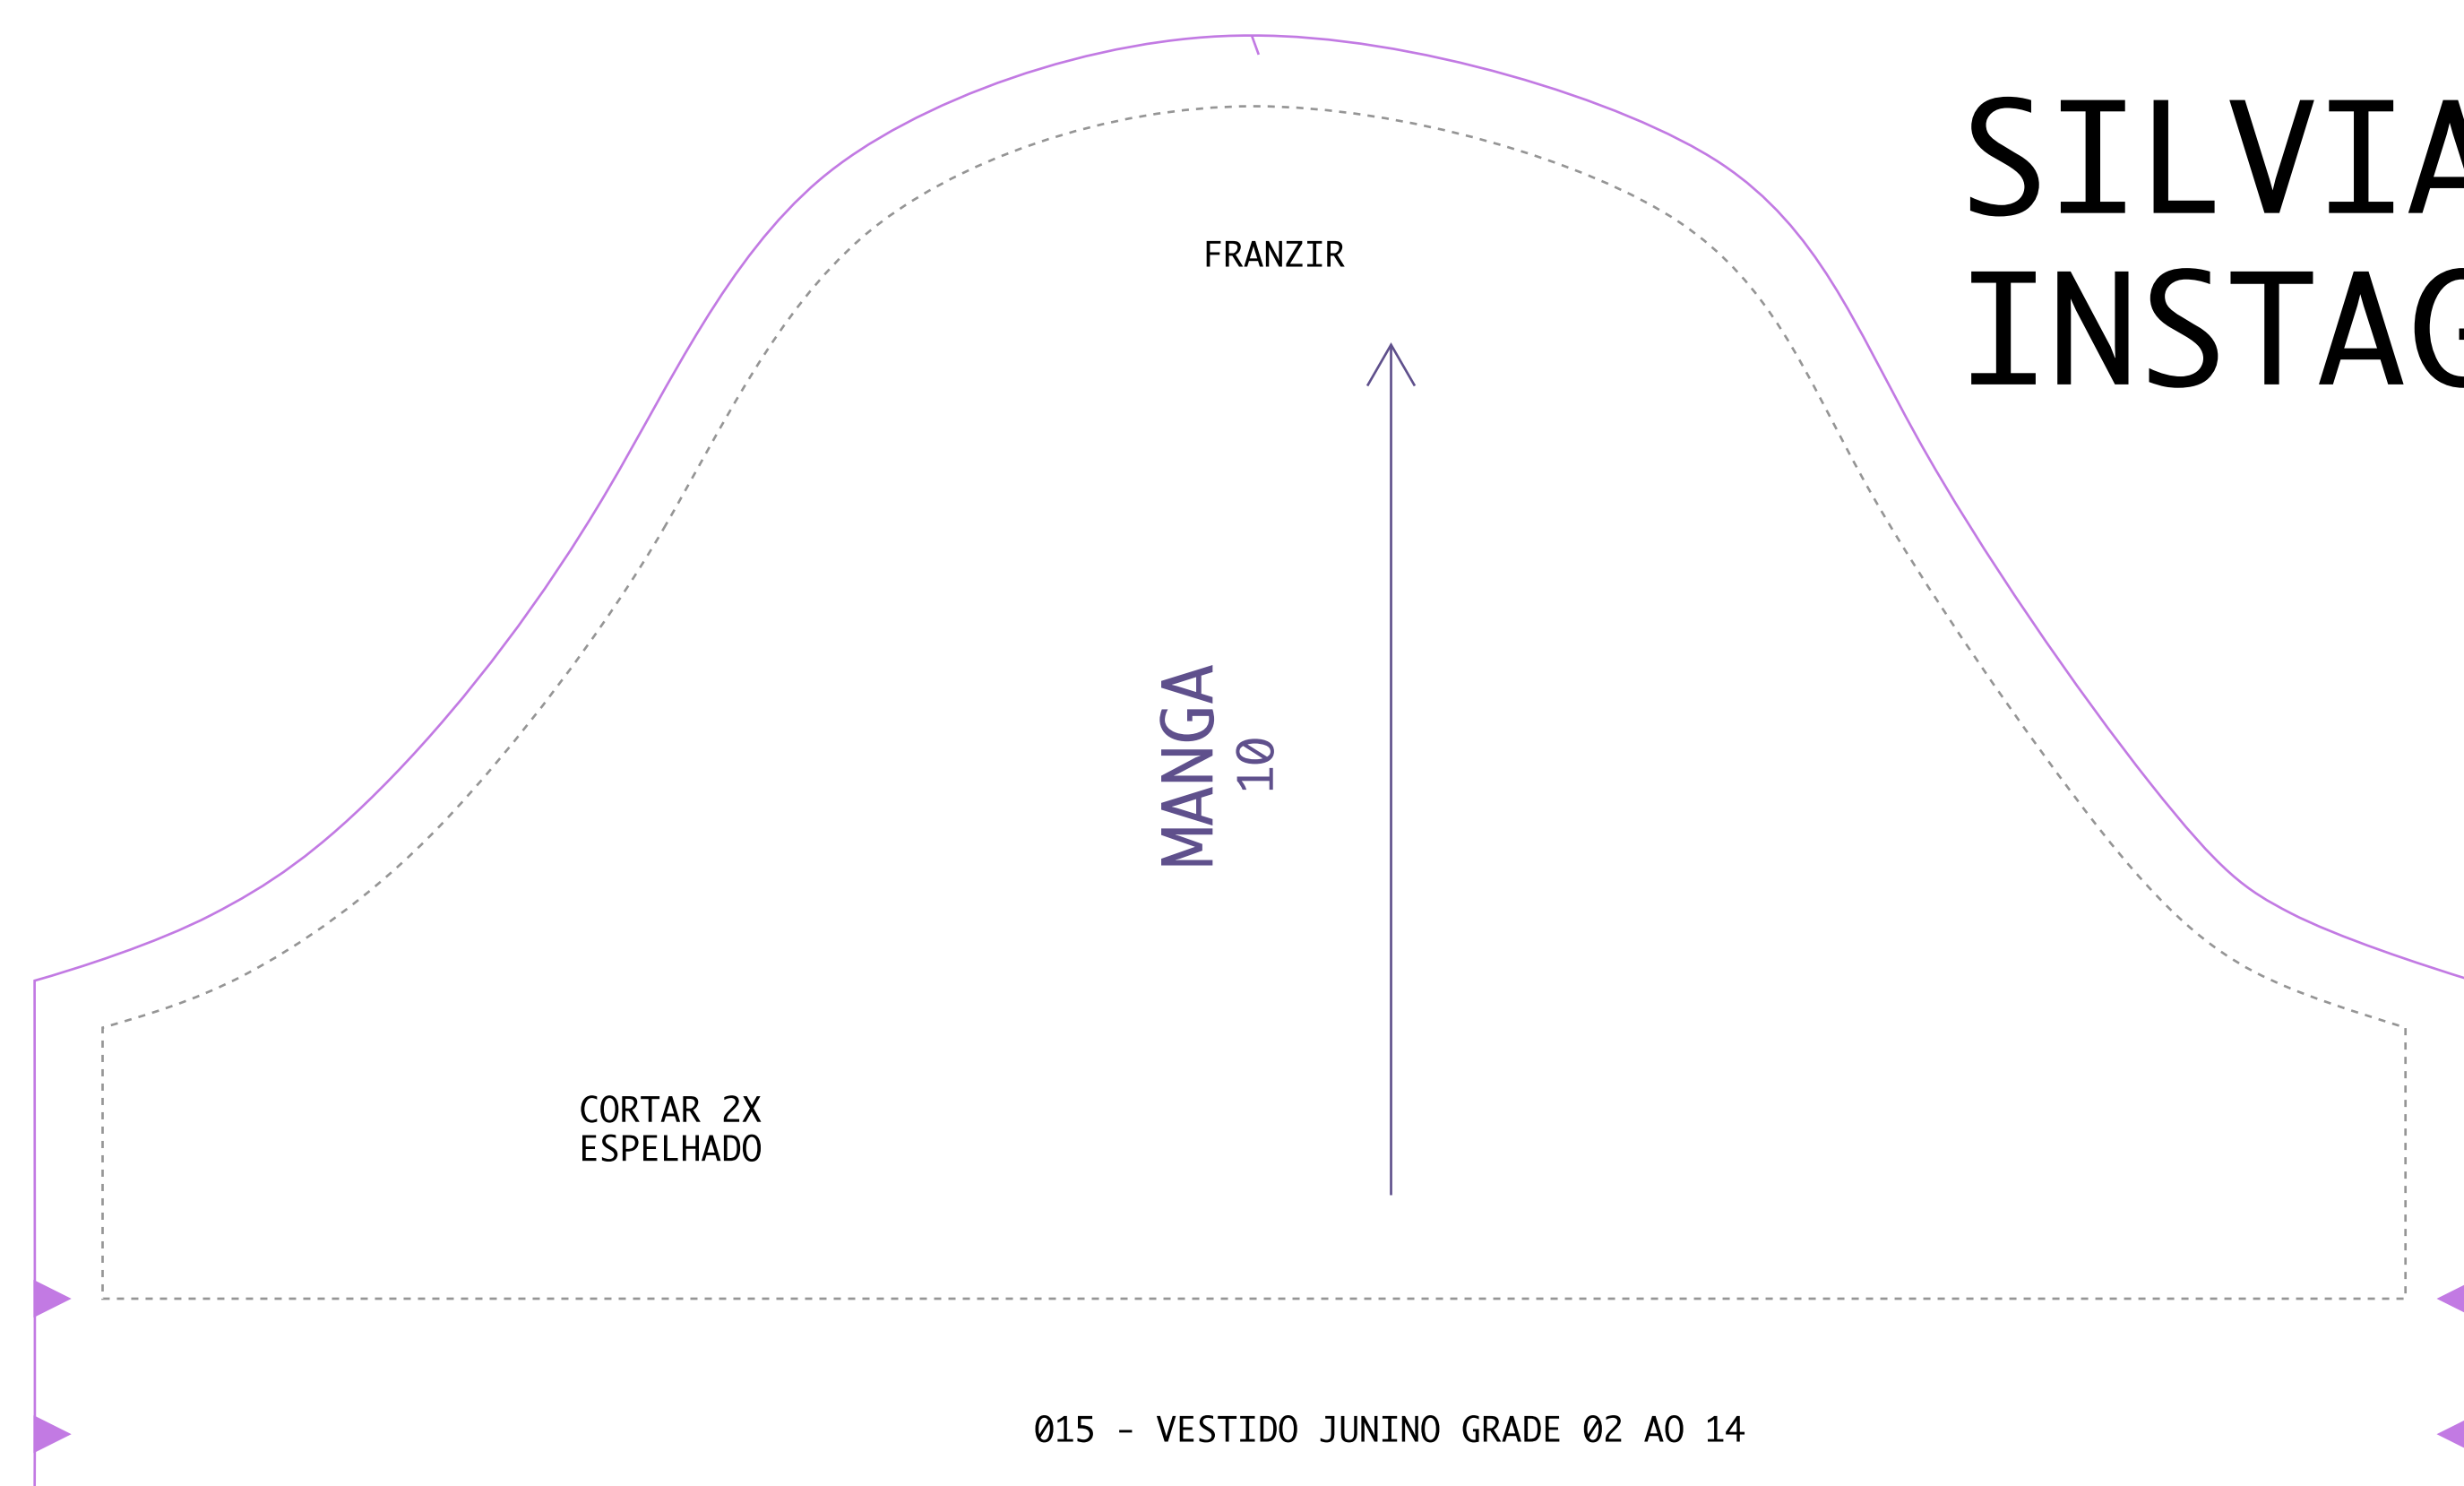 SILVIA
INSTAG
FRANZIR
MANGA
10
CORTAR 2X
ESPELHADO
015 - VESTIDO JUNINO GRADE 02 AO 14